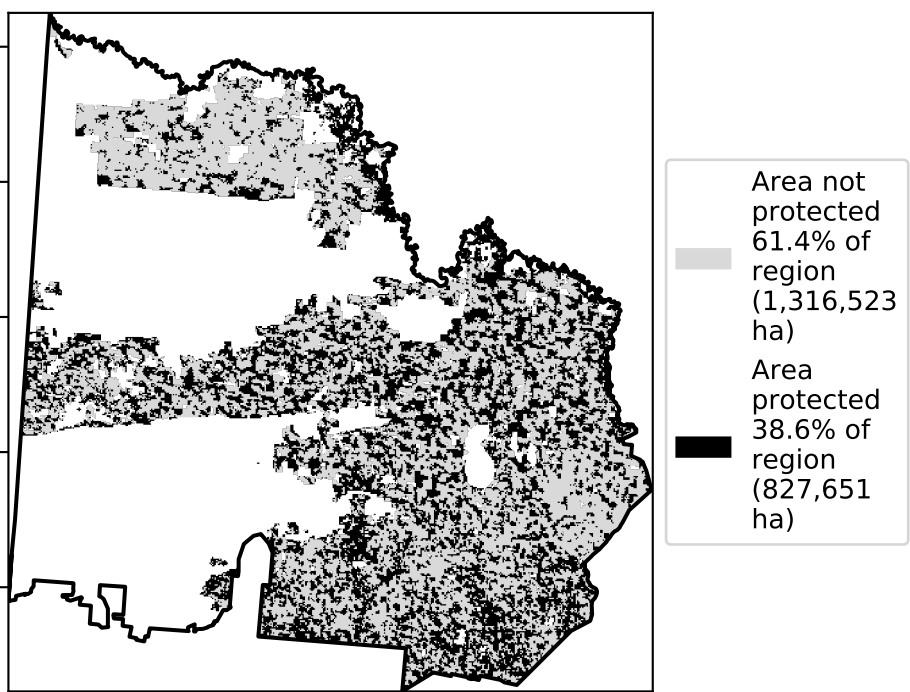 Area not
protected
61.4% of
region
(1,316,523
ha)
Area
protected
38.6% of
region
(827,651
ha)